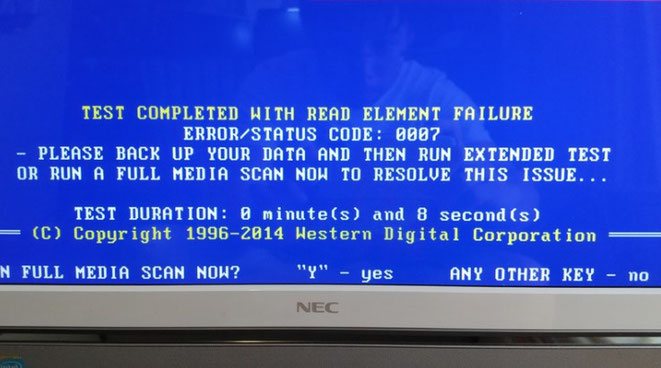 TEST COMPLETED WITH READ ELEMENT FAILURE
ERROR/STATUS CODE: 0007
- PLEASE BACK UP YOUR DATA AND THEN RUN EXTENDED TEST
OR RUN A FULL MEDIA SCAN NOW TO RESOLVE THIS ISSUE...
TEST DURATION: 0 minute(s) and 8 second(s)
(C) Copyright 1996-2014 Western Digital Corporation
N FULL MEDIA SCAN NOW? "Y" - yes ANY OTHER KEY - no
NEC